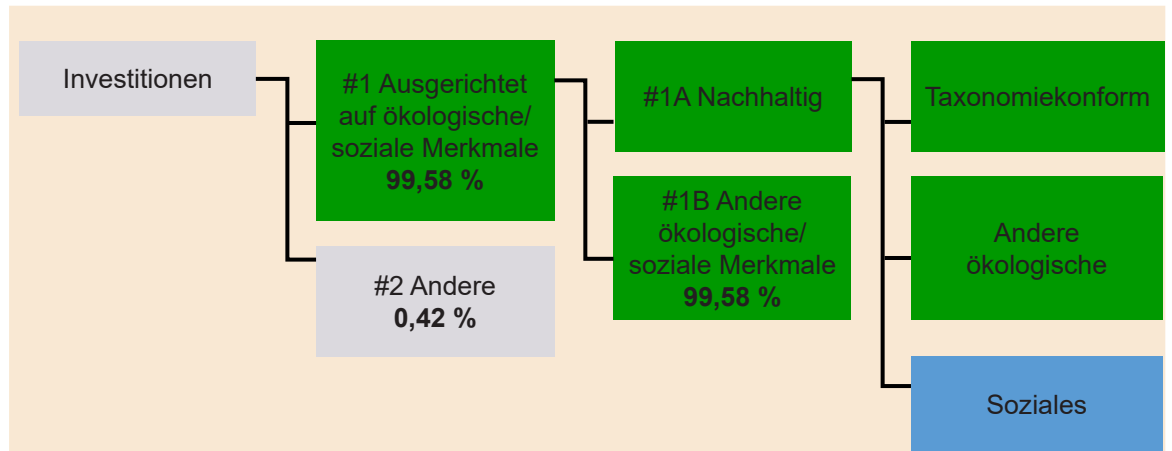 Investitionen
#1 Ausgerichtet
auf ökologische/
soziale Merkmale
99,58 %
#2 Andere
0,42 %
#1A Nachhaltig
#1B Andere
ökologische/
soziale Merkmale
99,58 %
Taxonomiekonform
Andere
ökologische
Soziales